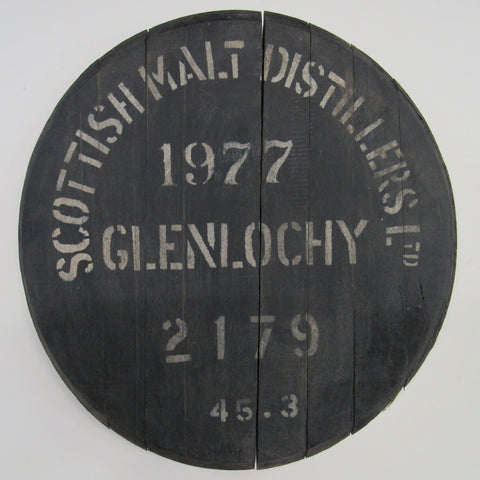 SCOTTISH MALT DISTILLERS LTD
1977
GLENLOCHY
2179
45.3